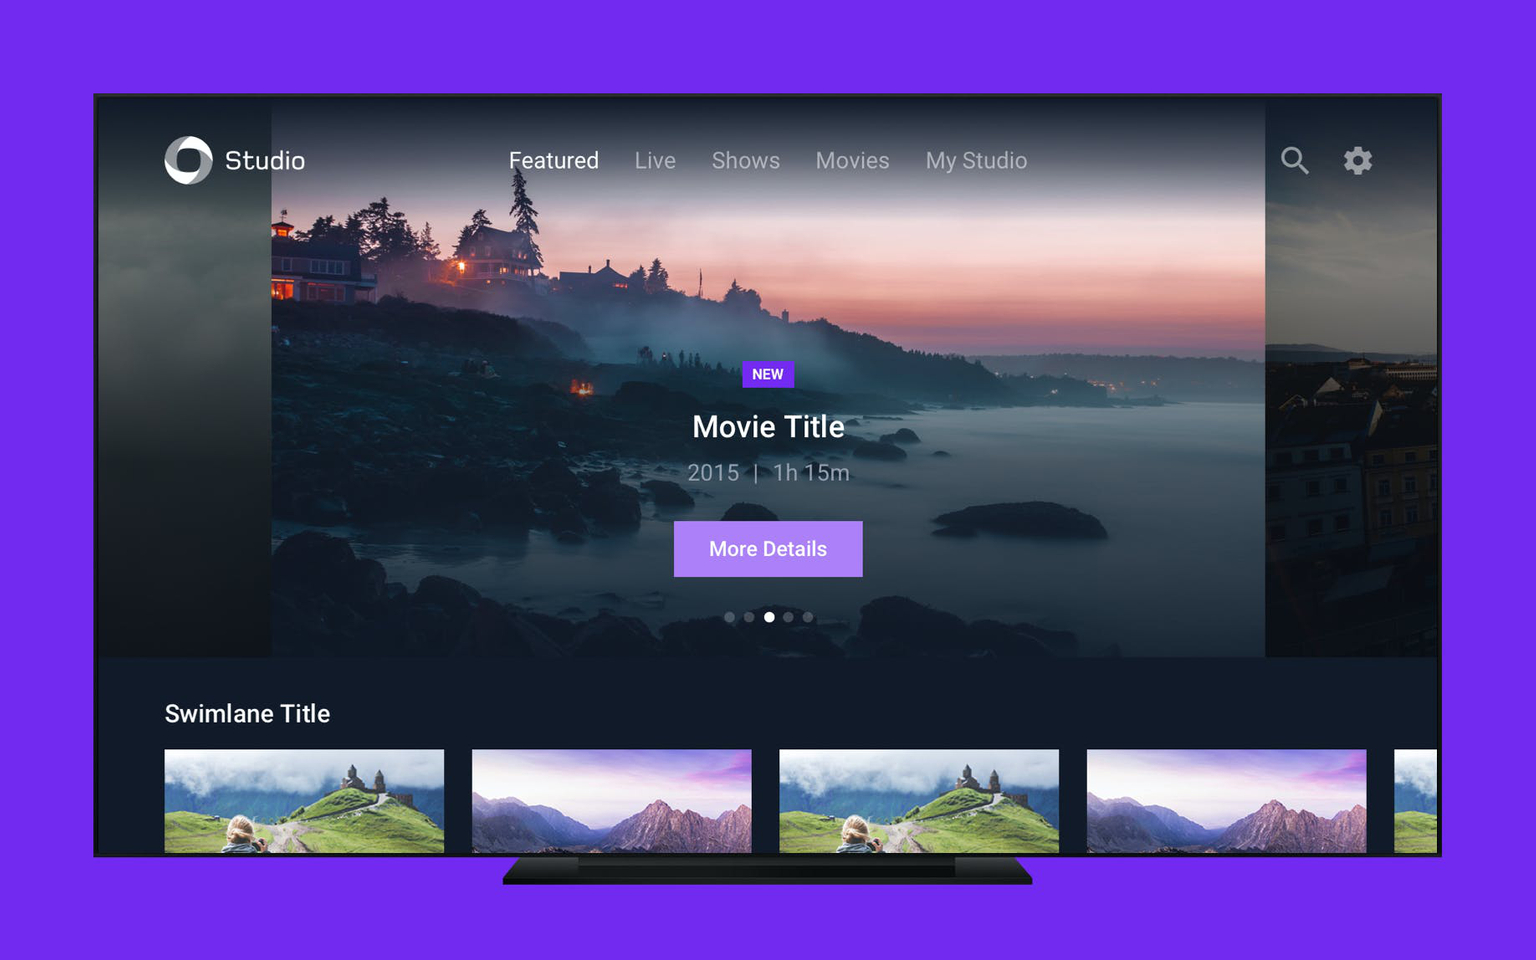 Studio
Featured Live Shows Movies My Studio
NEW
Movie Title
2015 | 1h 15m
More Details
Swimlane Title